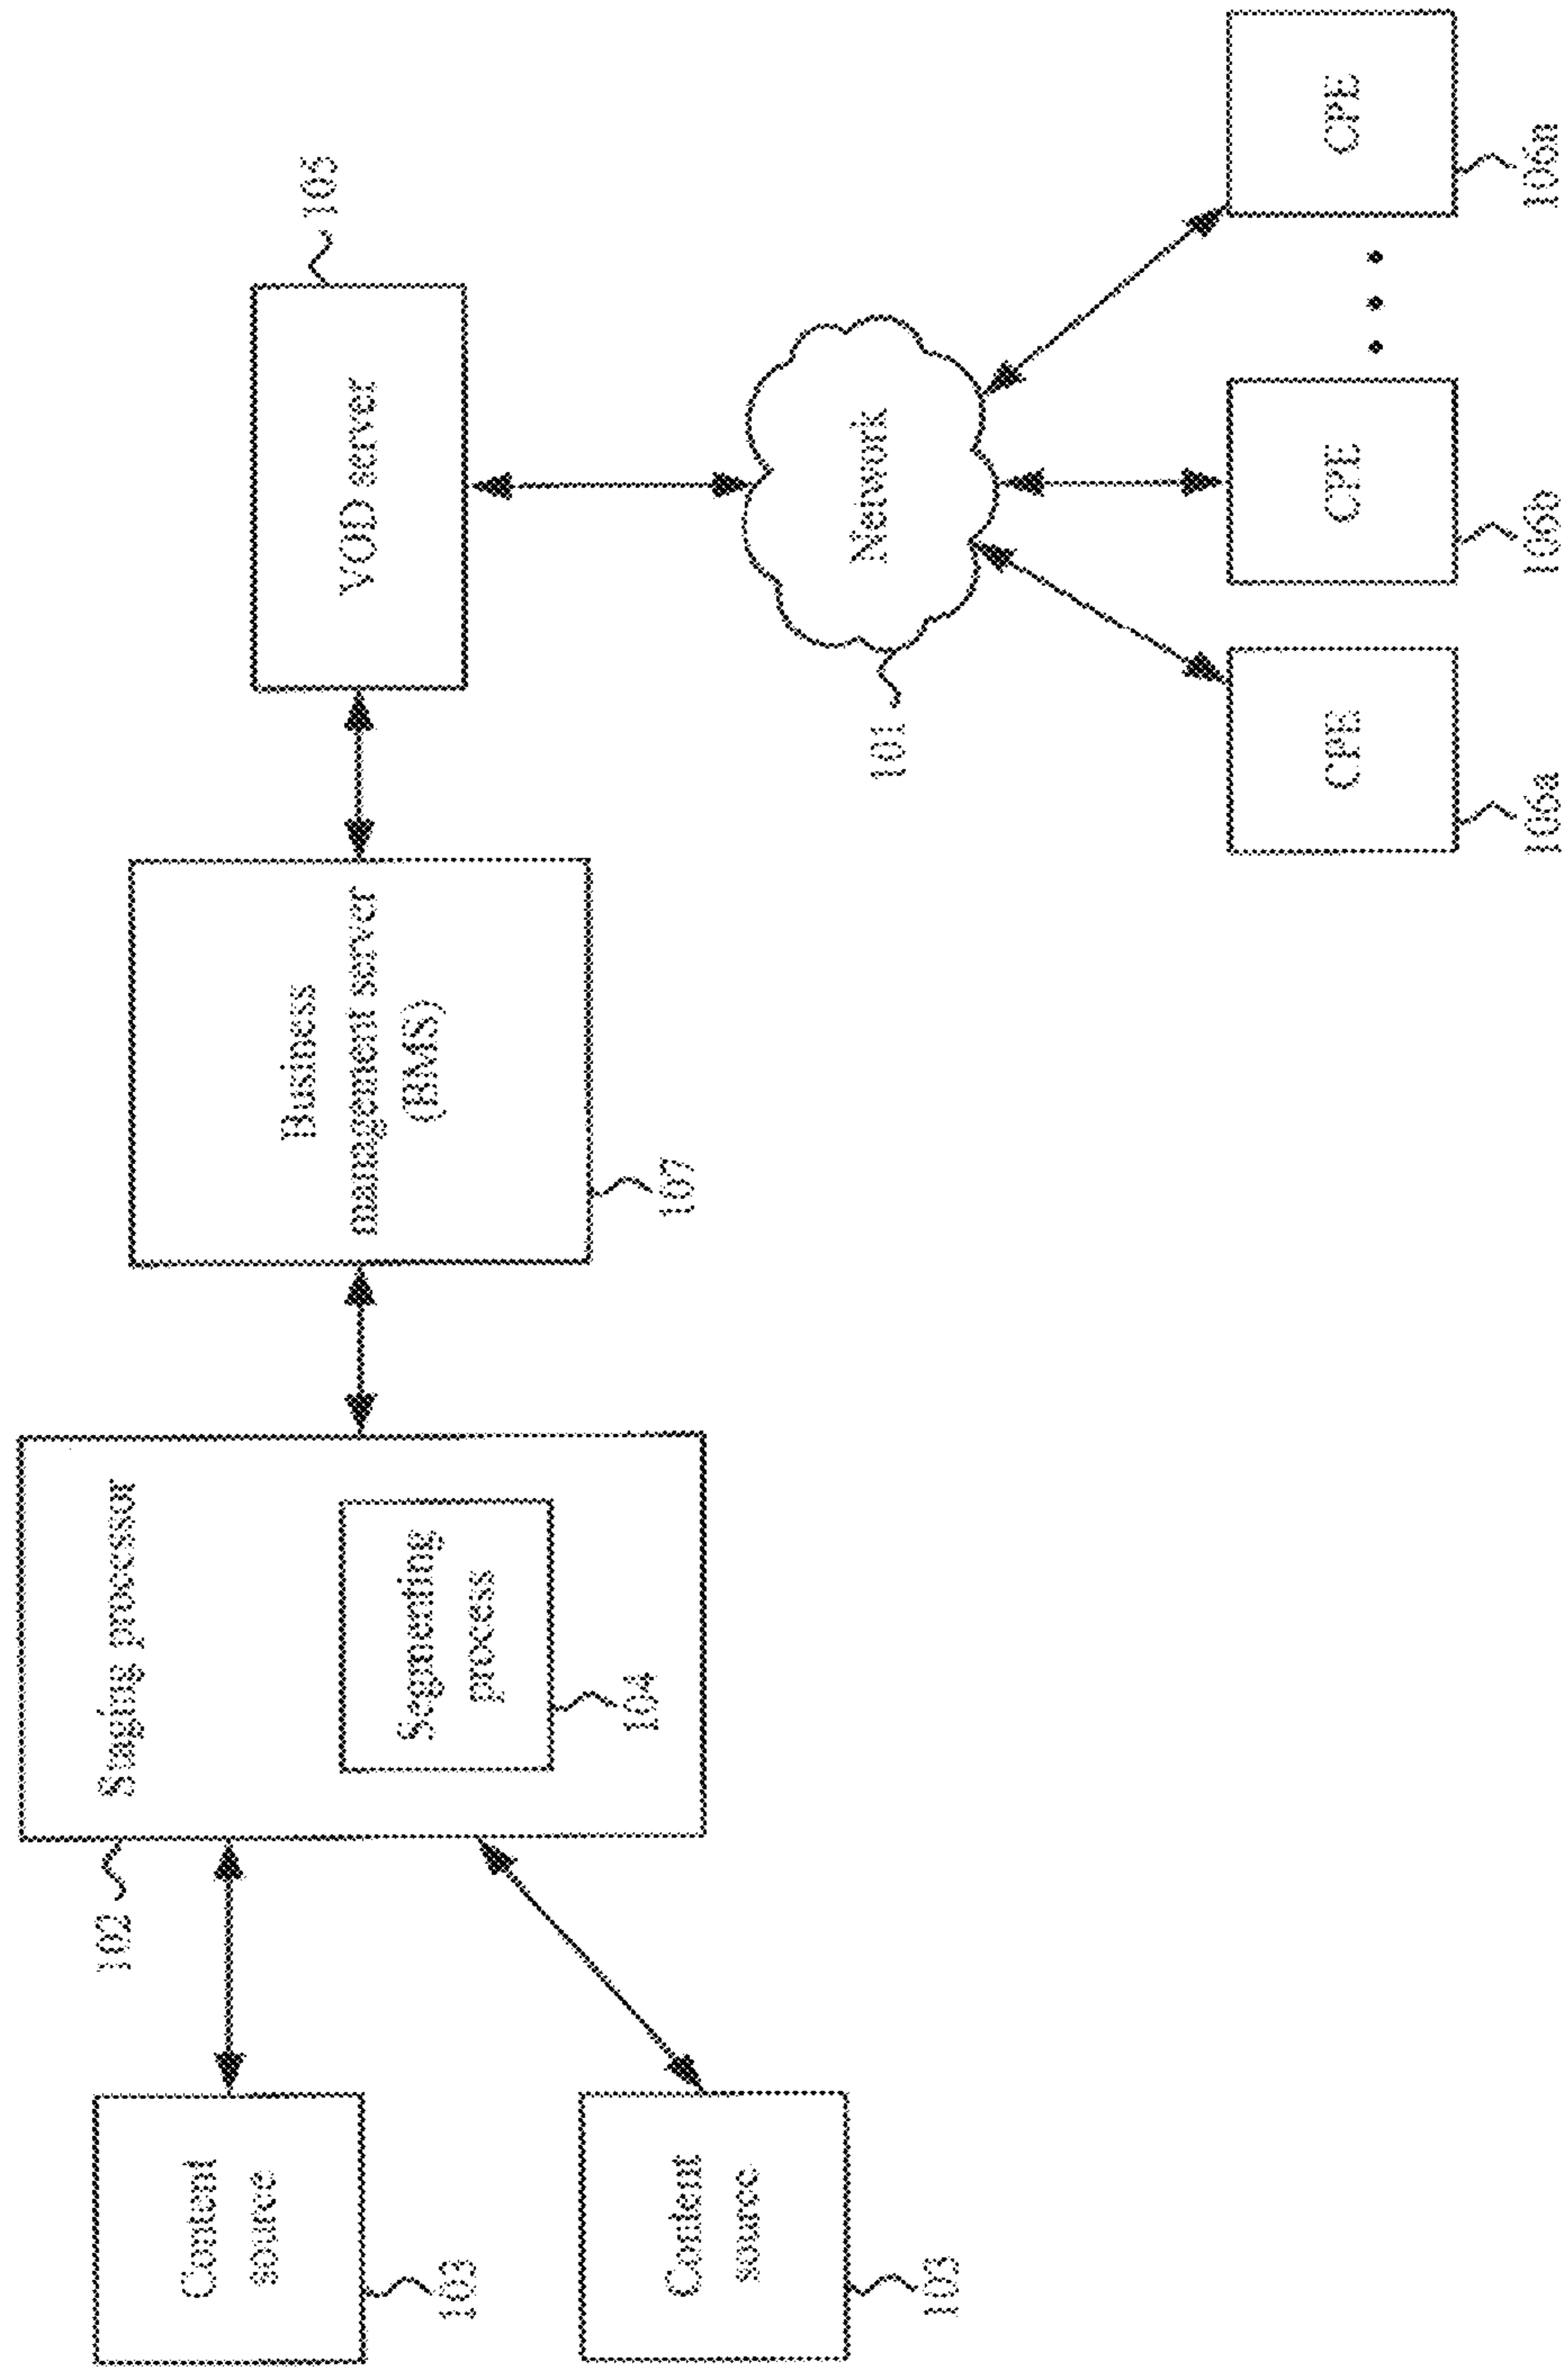 Content
source
103
Content
source
103
102
Staging processor
Segmenting
process
104
Business
management server
(BMS)
107
VOD server
105
Network
101
CPE
106a
CPE
106b
CPE
106n